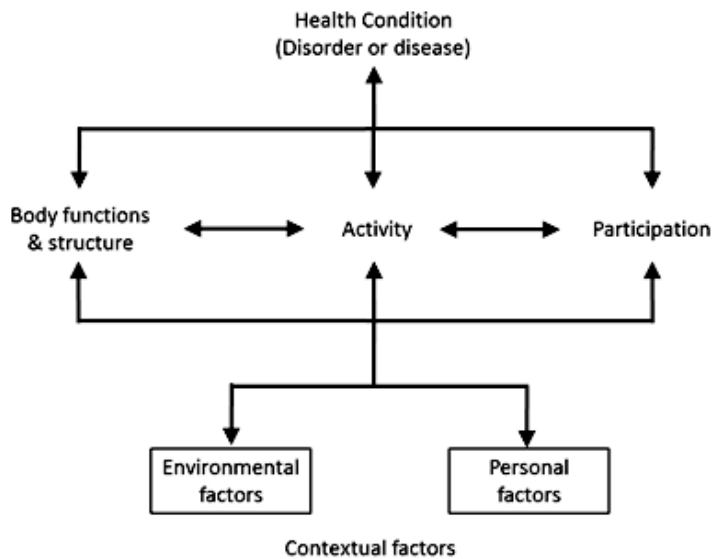 Health Condition
(Disorder or disease)
Body functions
& structure
Activity
Participation
Environmental
factors
Personal
factors
Contextual factors